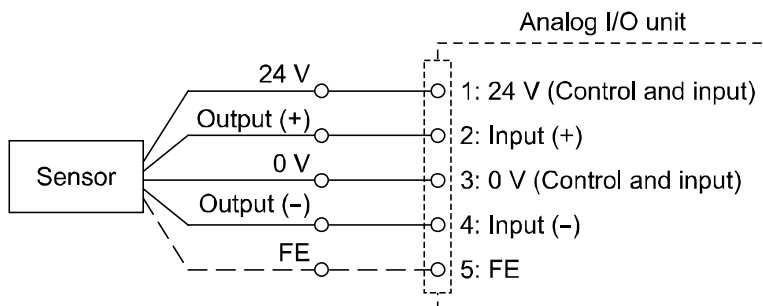 Analog I/O unit
24 V
1: 24 V (Control and input)
Output (+)
2: Input (+)
0 V
3: 0 V (Control and input)
Sensor
Output (−)
4: Input (−)
FE
5: FE